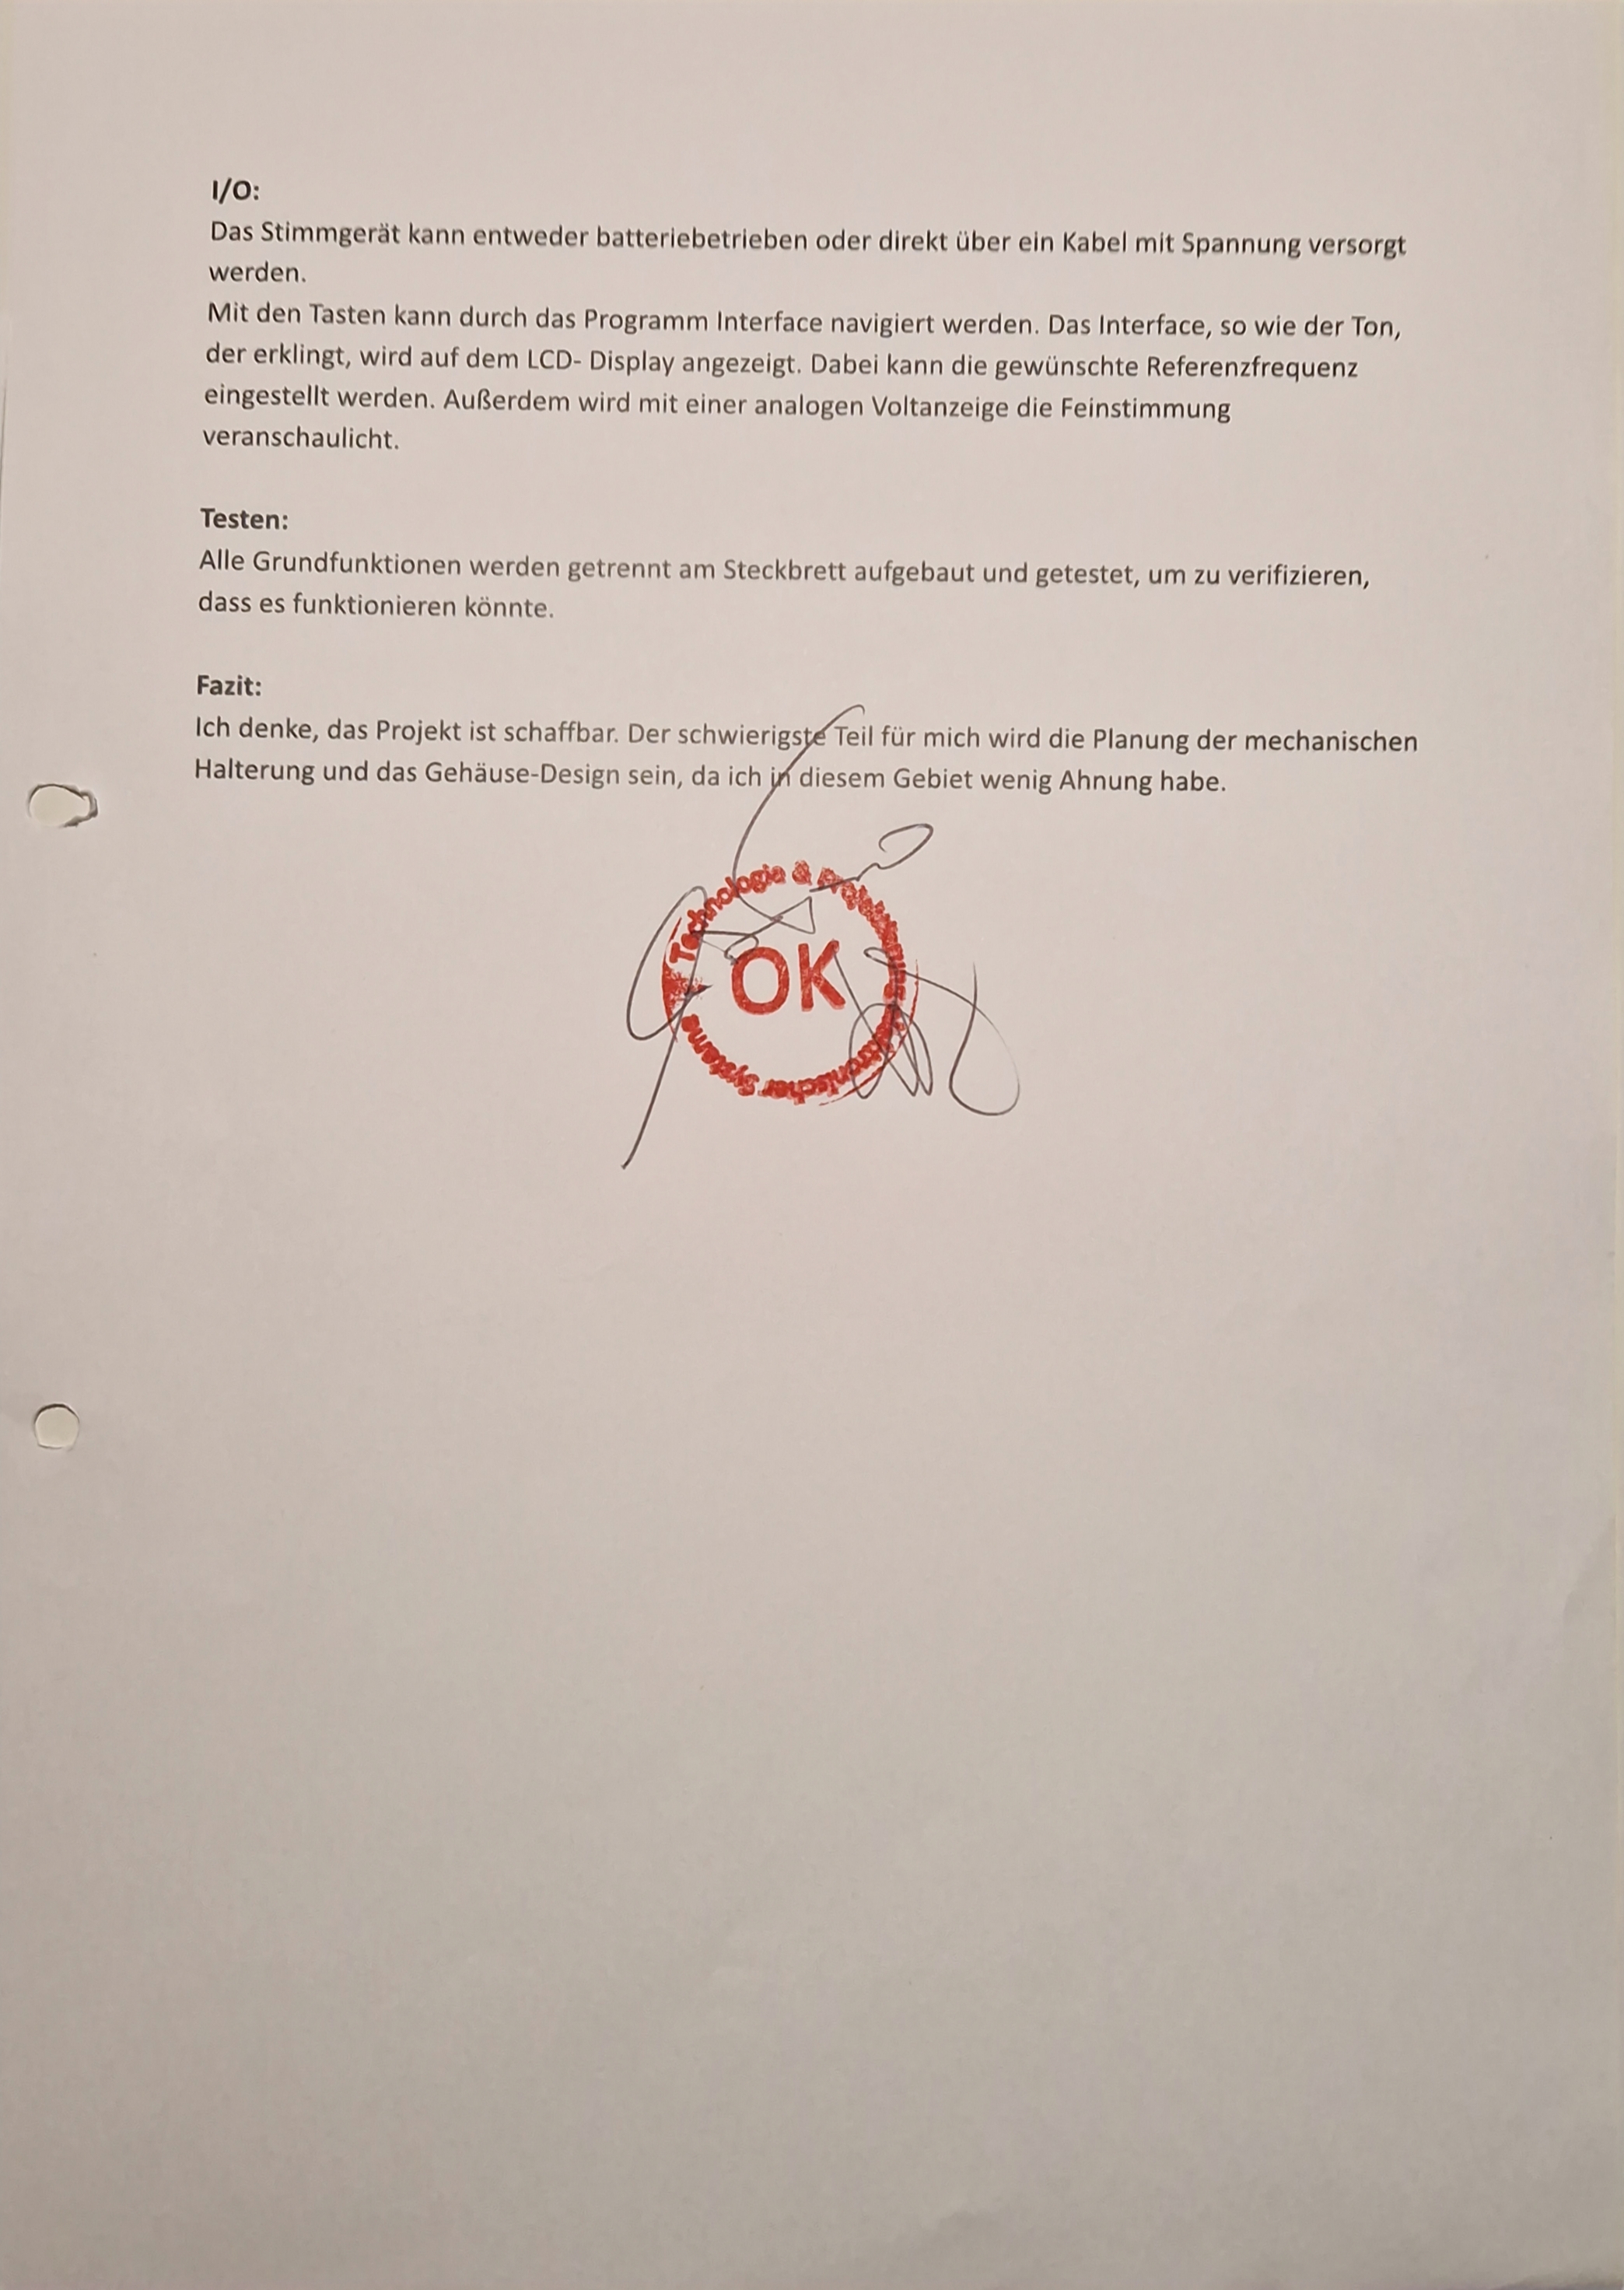 I/O:
Das Stimmgerät kann entweder batteriebetrieben oder direkt über ein Kabel mit Spannung versorgt
werden.
Mit den Tasten kann durch das Programm Interface navigiert werden. Das Interface, so wie der Ton,
der erklingt, wird auf dem LCD- Display angezeigt. Dabei kann die gewünschte Referenzfrequenz
eingestellt werden. Außerdem wird mit einer analogen Voltanzeige die Feinstimmung
veranschaulicht.
Testen:
Alle Grundfunktionen werden getrennt am Steckbrett aufgebaut und getestet, um zu verifizieren,
dass es funktionieren könnte.
Fazit:
Ich denke, das Projekt ist schaffbar. Der schwierigste Teil für mich wird die Planung der mechanischen
Halterung und das Gehäuse-Design sein, da ich in diesem Gebiet wenig Ahnung habe.
Technologie &
OK
Systeme